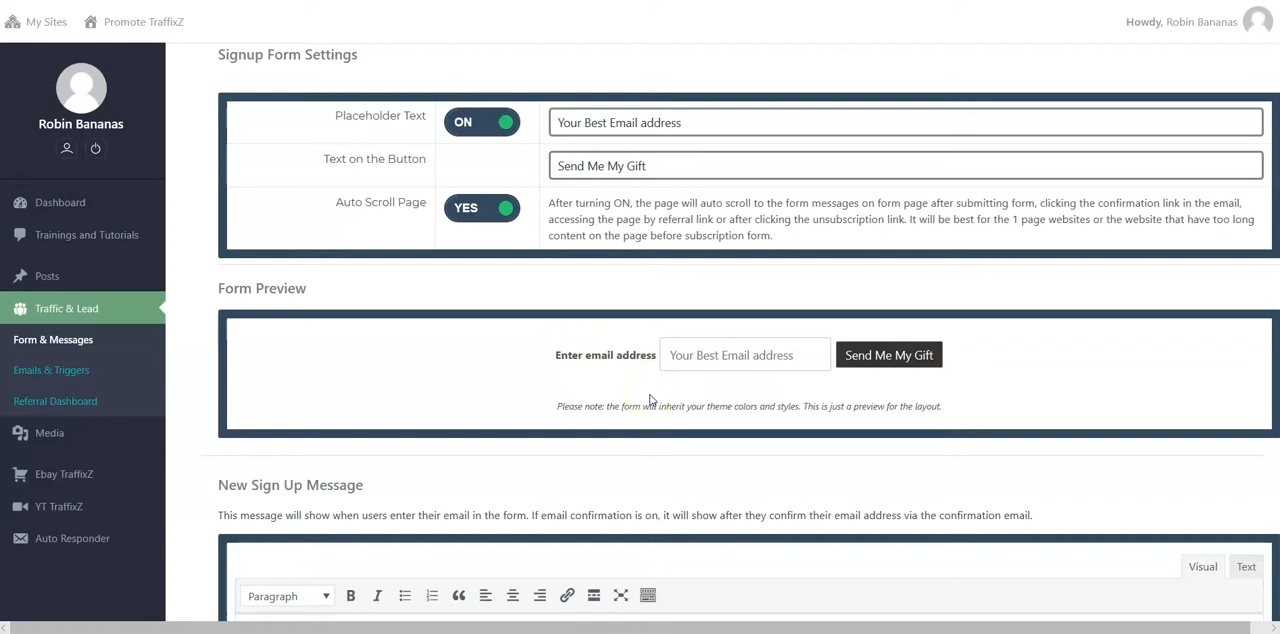 My Sites
Promote TraffixZ
Howdy, Robin Bananas
Robin Bananas
Dashboard
Trainings and Tutorials
Posts
Traffic & Lead
Form & Messages
Emails & Triggers
Referral Dashboard
Media
Ebay TraffixZ
YT TraffixZ
Auto Responder
Signup Form Settings
Placeholder Text
ON
Your Best Email address
Text on the Button
Send Me My Gift
Auto Scroll Page
YES
After turning ON, the page will auto scroll to the form messages on form page after submitting form, clicking the confirmation link in the email,
accessing the page by referral link or after clicking the unsubscription link. It will be best for the 1 page websites or the website that have too long
content on the page before subscription form.
Form Preview
Enter email address
Your Best Email address
Send Me My Gift
Please note: the form will inherit your theme colors and styles. This is just a preview for the layout.
New Sign Up Message
This message will show when users enter their email in the form. If email confirmation is on, it will show after they confirm their email address via the confirmation email.
Visual
Text
Paragraph